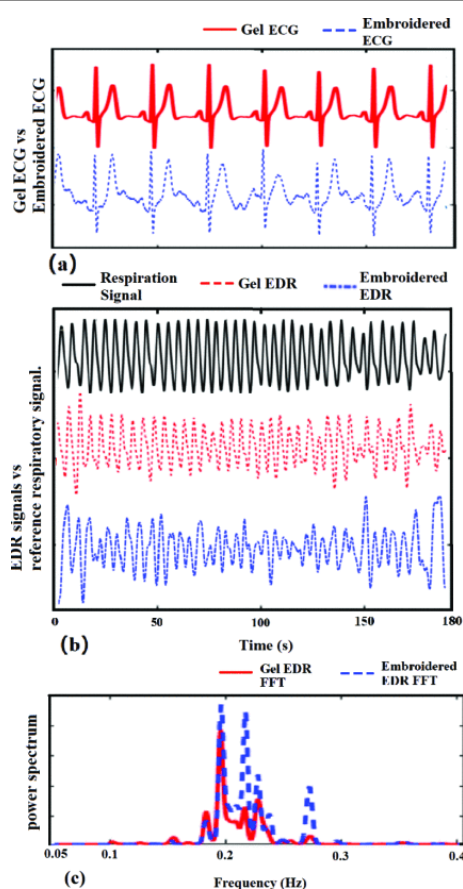 Gel ECG
Embroidered
ECG
Gel ECG vs
Embroidered ECG
(a)
Respiration
Signal
Gel EDR
Embroidered
EDR
EDR signals vs
reference respiratory signal.
0
50
100
150
180
(b)
Time (s)
Gel EDR
FFT
Embroidered
EDR FFT
power spectrum
0.05
0.1
0.2
0.3
0.4
(c)
Frequency (Hz)